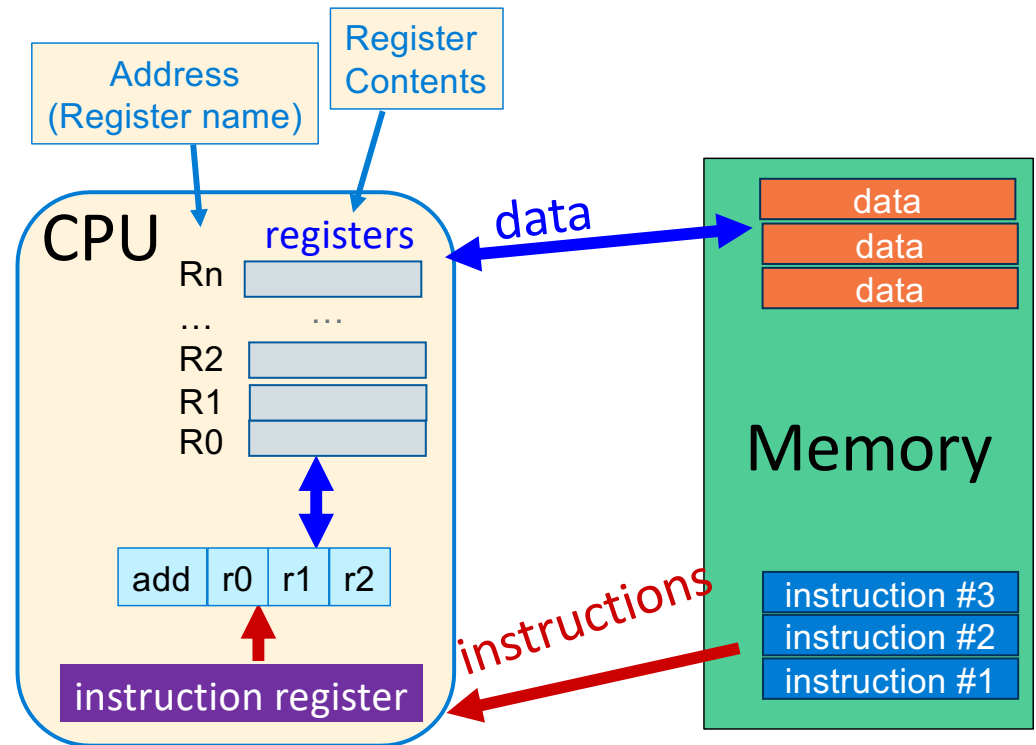 Address
(Register name)
Register
Contents
CPU
registers
Rn
… …
R2
R1
R0
add r0 r1 r2
instruction register
data
instructions
data
data
data
Memory
instruction #3
instruction #2
instruction #1